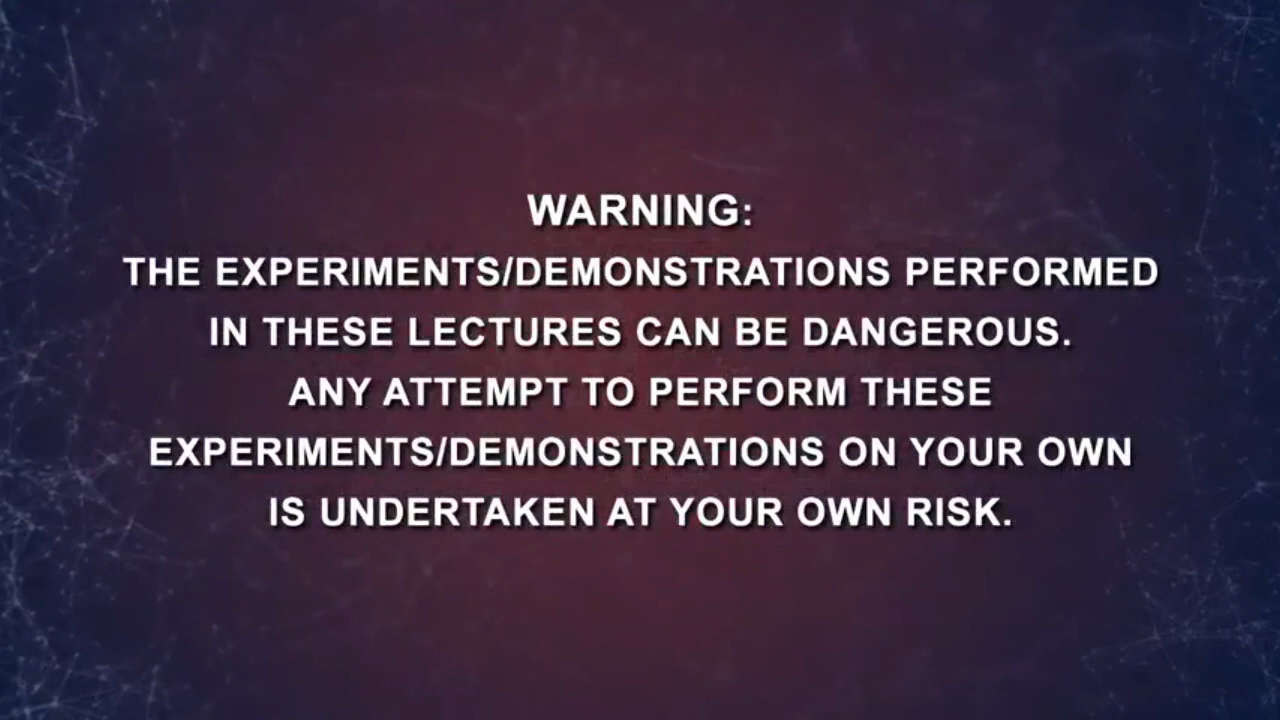 WARNING:
THE EXPERIMENTS/DEMONSTRATIONS PERFORMED
IN THESE LECTURES CAN BE DANGEROUS.
ANY ATTEMPT TO PERFORM THESE
EXPERIMENTS/DEMONSTRATIONS ON YOUR OWN
IS UNDERTAKEN AT YOUR OWN RISK.